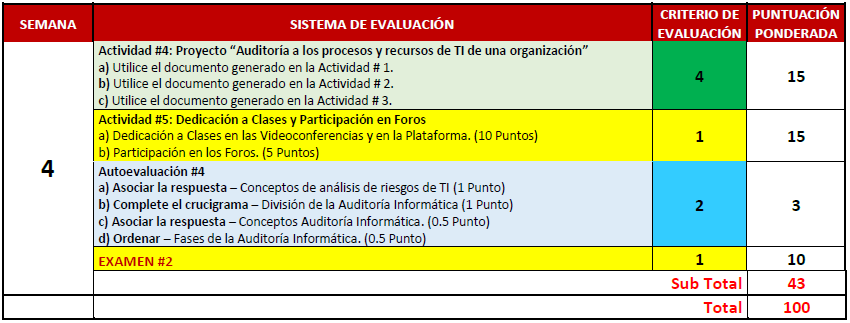 SEMANA
SISTEMA DE EVALUACIÓN
CRITERIO DE EVALUACIÓN
PUNTUACIÓN PONDERADA
4
Actividad #4: Proyecto “Auditoría a los procesos y recursos de TI de una organización”
a) Utilice el documento generado en la Actividad # 1.
b) Utilice el documento generado en la Actividad # 2.
c) Utilice el documento generado en la Actividad # 3.
4
15
Actividad #5: Dedicación a Clases y Participación en Foros
a) Dedicación a Clases en las Videoconferencias y en la Plataforma. (10 Puntos)
b) Participación en los Foros. (5 Puntos)
1
15
Autoevaluación #4
a) Asociar la respuesta – Conceptos de análisis de riesgos de TI (1 Punto)
b) Complete el crucigrama – División de la Auditoría Informática (1 Punto)
c) Asociar la respuesta – Conceptos Auditoría Informática. (0.5 Punto)
d) Ordenar – Fases de la Auditoría Informática. (0.5 Punto)
2
3
EXAMEN #2
1
10
Sub Total
43
Total
100